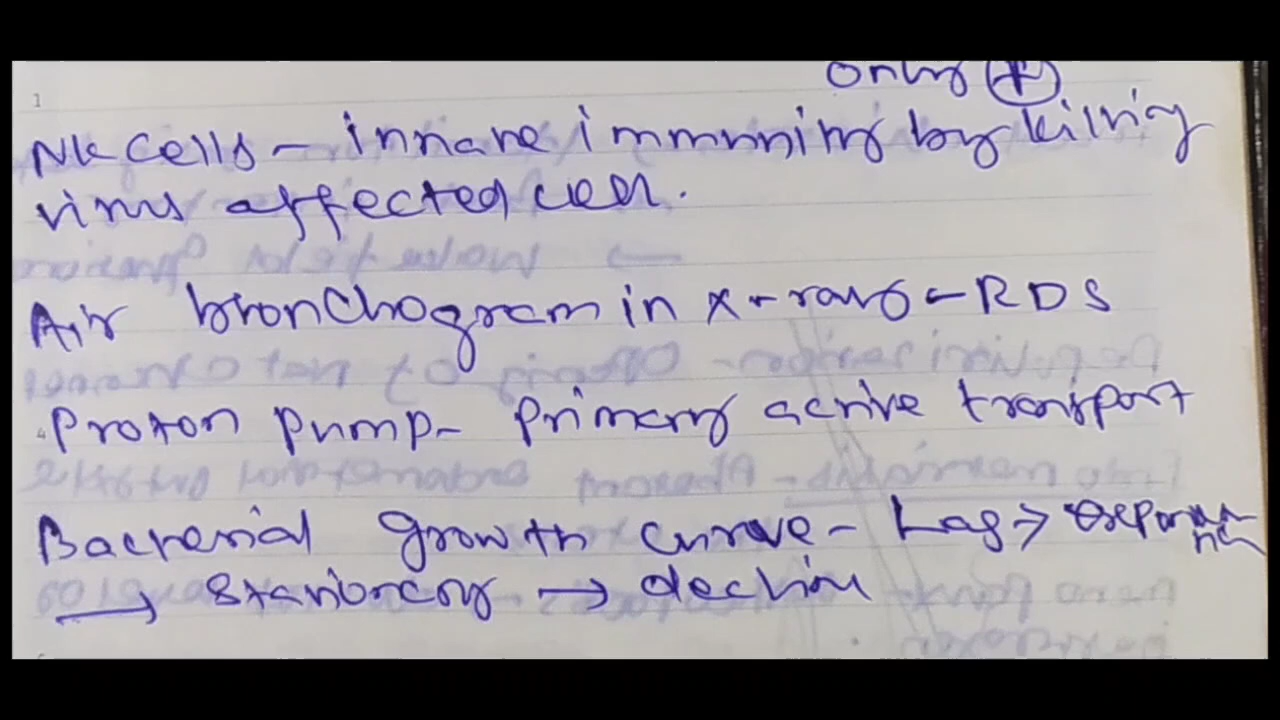 only (+)
NK cells - innate immunity by killing
virus affected cell.
Air bronchogram in x-ray - RDS
Proton pump - Primary active transport
Bacterial growth curve - Lag → Exponential
→ stationary → decline